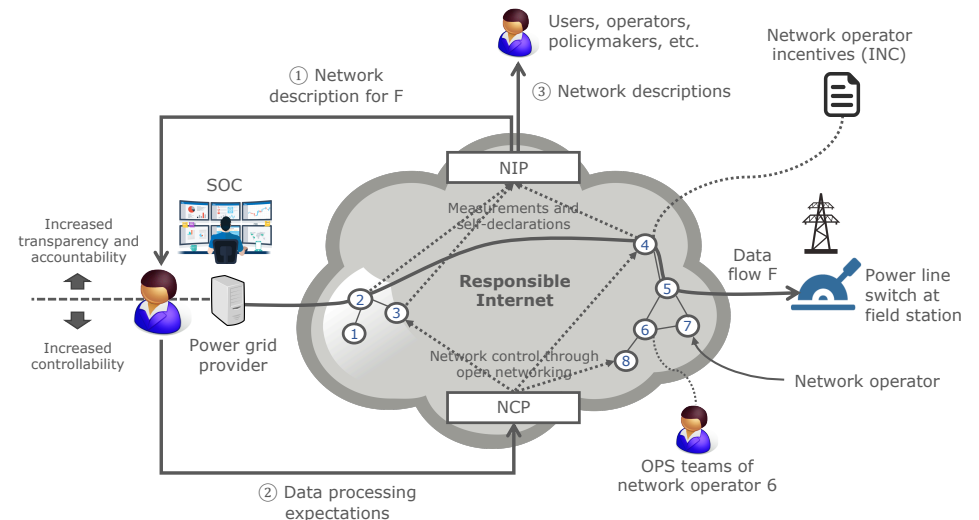 Users, operators,
policymakers, etc.
Network operator
incentives (INC)
① Network
description for F
③ Network descriptions
NIP
SOC
Measurements and
self-declarations
Increased
transparency and
accountability
4
Data
flow F
Responsible
Internet
5
Power line
switch at
field station
2
3
1
6
7
8
Increased
controllability
Power grid
provider
Network control through
open networking
Network operator
NCP
OPS teams of
network operator 6
② Data processing
expectations